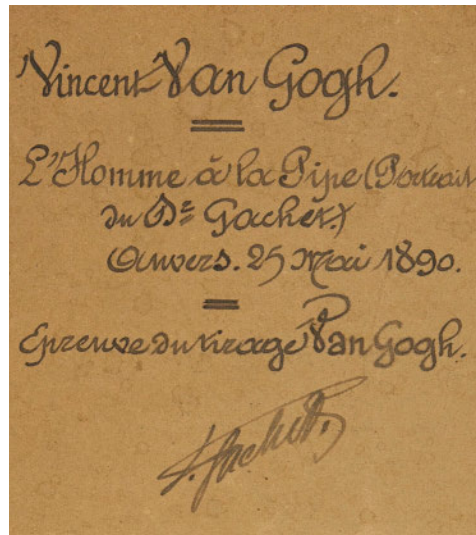 Vincent Van Gogh.
L'Homme à la Pipe (Portrait
du Dr Gachet.)
Auvers. 25 Mai 1890.
Epreuve du tirage Van Gogh.
P. Gachet.